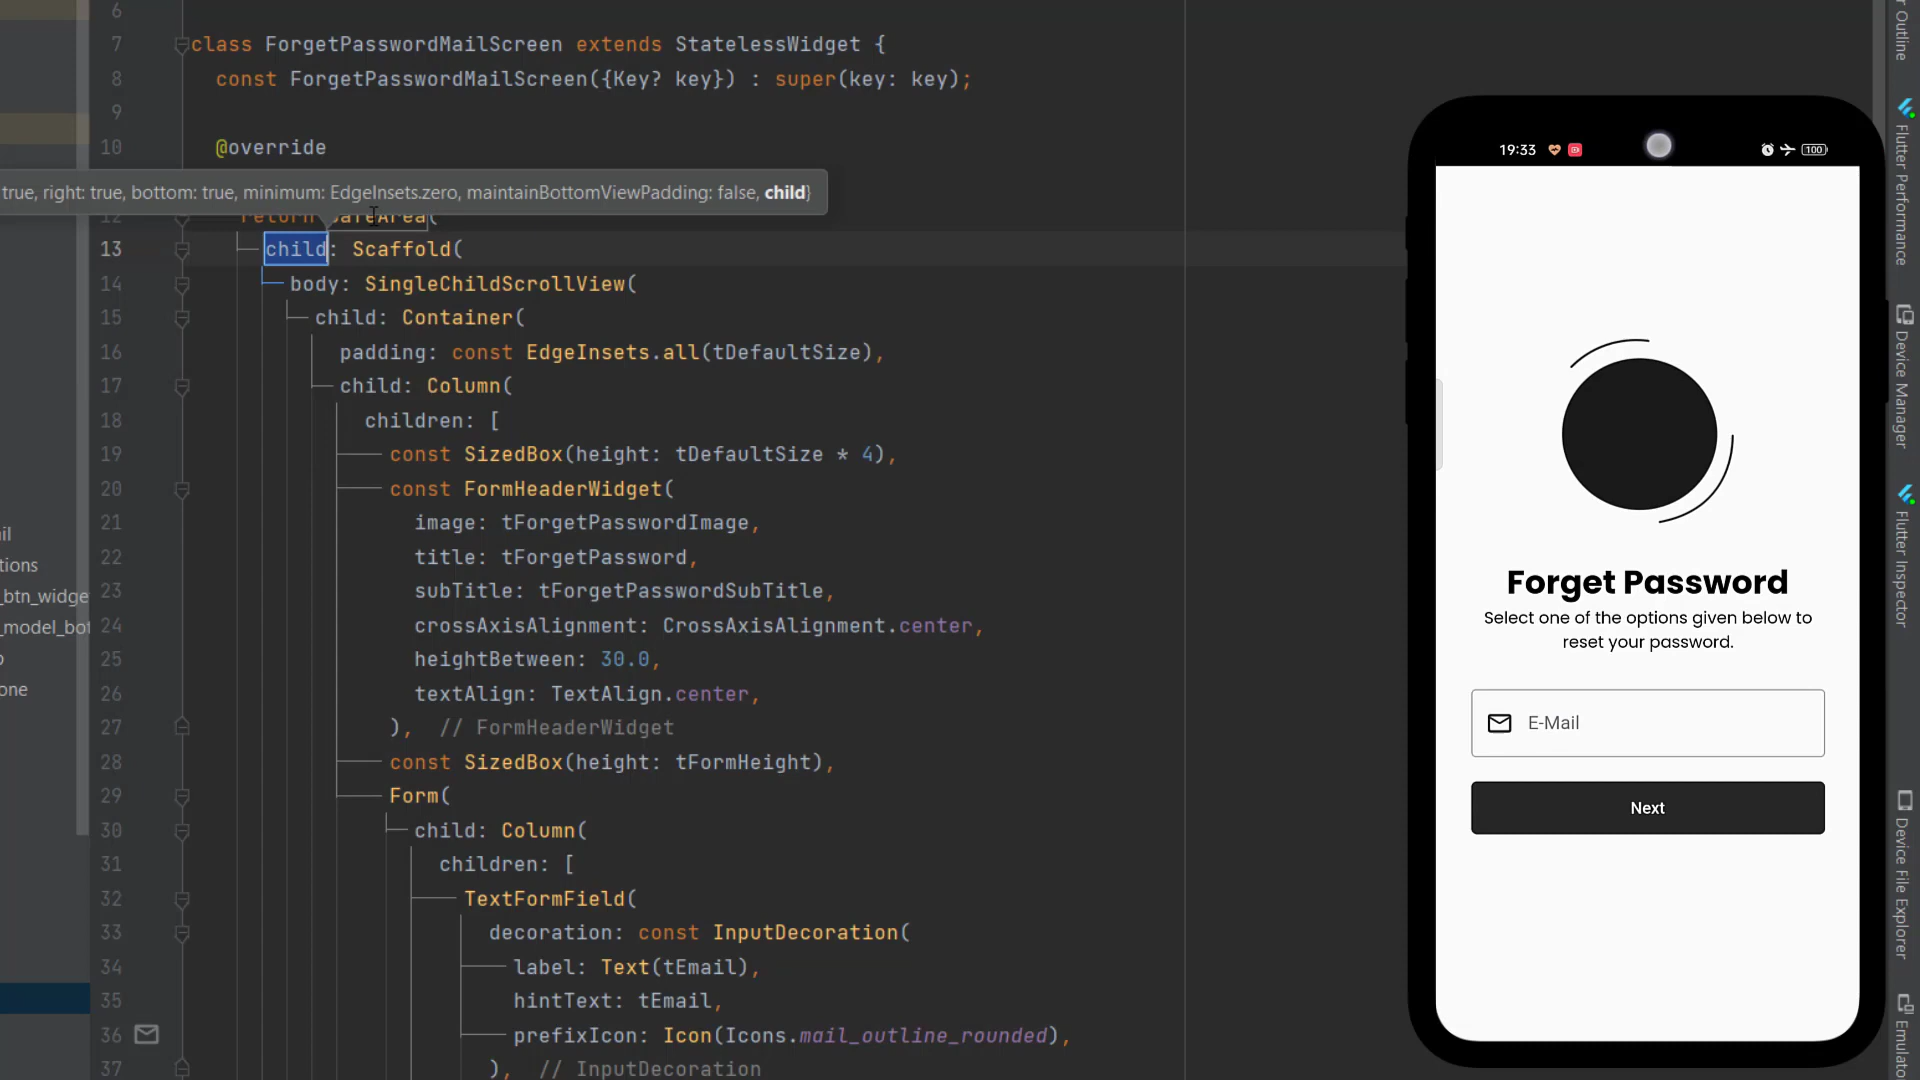 6
7 class ForgetPasswordMailScreen extends StatelessWidget {
8 const ForgetPasswordMailScreen({Key? key}) : super(key: key);
9
10 @override
true, right: true, bottom: true, minimum: EdgeInsets.zero, maintainBottomViewPadding: false, child}
12 return SafeArea(
13 child: Scaffold(
14 body: SingleChildScrollView(
15 child: Container(
16 padding: const EdgeInsets.all(tDefaultSize),
17 child: Column(
18 children: [
19 const SizedBox(height: tDefaultSize * 4),
20 const FormHeaderWidget(
21 image: tForgetPasswordImage,
22 title: tForgetPassword,
23 subTitle: tForgetPasswordSubTitle,
24 crossAxisAlignment: CrossAxisAlignment.center,
25 heightBetween: 30.0,
26 textAlign: TextAlign.center,
27 ), // FormHeaderWidget
28 const SizedBox(height: tFormHeight),
29 Form(
30 child: Column(
31 children: [
32 TextFormField(
33 decoration: const InputDecoration(
34 label: Text(tEmail),
35 hintText: tEmail,
36 prefixIcon: Icon(Icons.mail_outline_rounded),
37 ), // InputDecoration
il
tions
_btn_widge
_model_bot
one
19:33
100
Forget Password
Select one of the options given below to
reset your password.
E-Mail
Next
r Outline
Flutter Performance
Device Manager
Flutter Inspector
Device File Explorer
Emulato